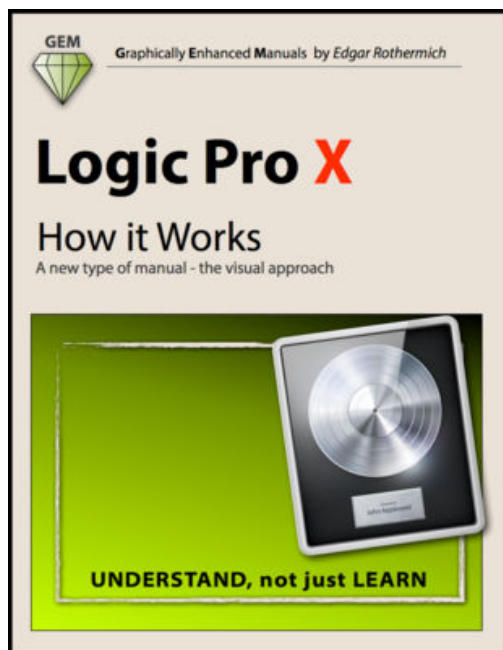 GEM
Graphically Enhanced Manuals by Edgar Rothermich
Logic Pro X
How it Works
A new type of manual - the visual approach
UNDERSTAND, not just LEARN